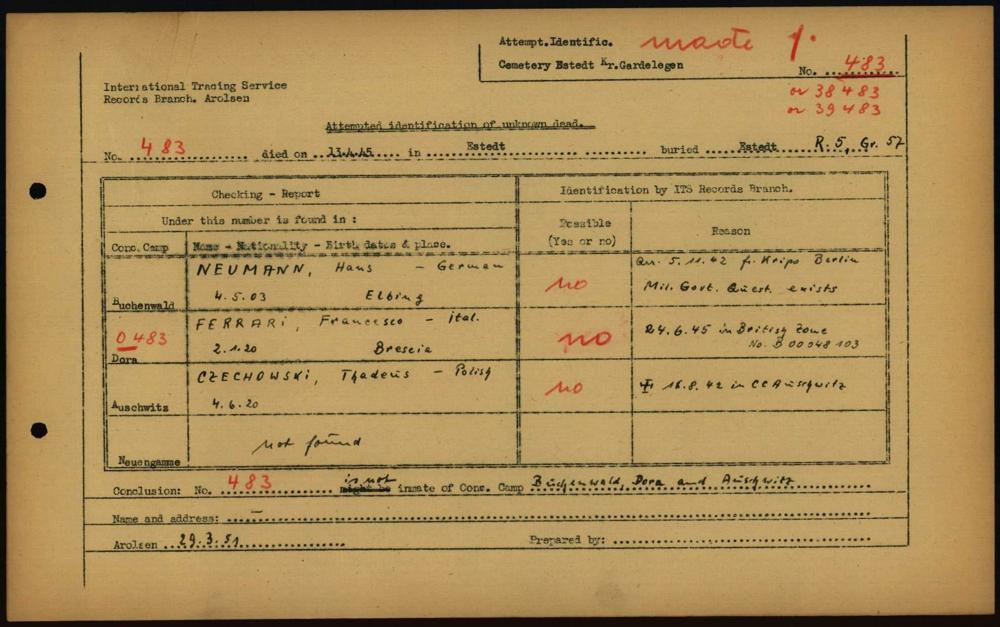 Attempt. Identific. made
Cemetery Estedt Kr. Gardelegen
No. 483
or 38483
or 39483
International Tracing Service
Records Branch. Arolsen
Attempted identification of unknown dead.
No. 483 died on 13.4.45 in Estedt buried Estedt R. 5, Gr. 57
Checking - Report
Identification by ITS Records Branch.
Under this number is found in :
Possible
(Yes or no)
Reason
Conc. Camp
Name - Nationality - Birth dates & place.
NEUMANN, Hans - German
4.5.03 Elbing
Buchenwald
no
5.11.42 fr. Kripo Berlin
Mil. Govt. Quest. exists
0483
Dora
FERRARI, Francesco - ital.
2.1.20 Brescia
no
24.6.45 in British Zone
No. B 00048103
CZECHOWSKI, Thadeus - Polish
4.6.20
Auschwitz
no
16.8.42 in CC Auschwitz
Neuengamme
not found
Conclusion: No. 483 is not might be inmate of Conc. Camp Buchenwald, Dora and Auschwitz
Name and address: —
Arolsen 29.3.51 Prepared by: